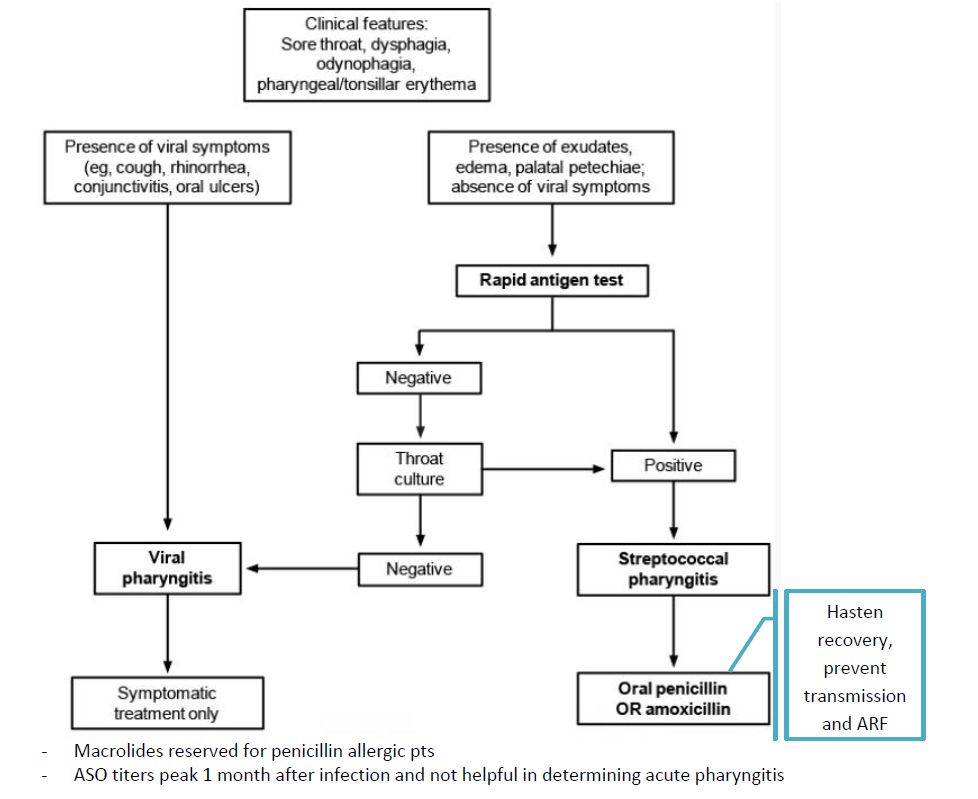 Clinical features:
Sore throat, dysphagia,
odynophagia,
pharyngeal/tonsillar erythema
Presence of viral symptoms
(eg, cough, rhinorrhea,
conjunctivitis, oral ulcers)
Presence of exudates,
edema, palatal petechiae;
absence of viral symptoms
Rapid antigen test
Negative
Throat
culture
Positive
Viral
pharyngitis
Negative
Streptococcal
pharyngitis
Symptomatic
treatment only
Oral penicillin
OR amoxicillin
Hasten
recovery,
prevent
transmission
and ARF
- Macrolides reserved for penicillin allergic pts
- ASO titers peak 1 month after infection and not helpful in determining acute pharyngitis